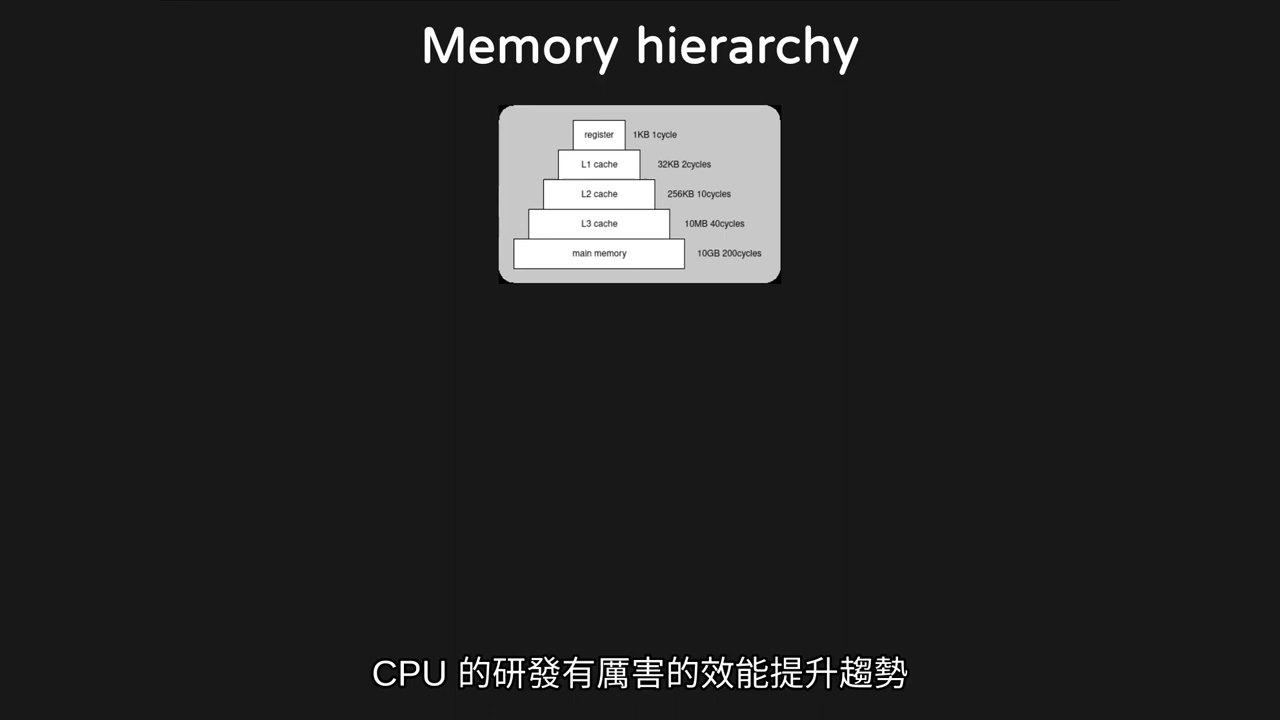 Memory hierarchy
register 1KB 1cycle
L1 cache 32KB 2cycles
L2 cache 256KB 10cycles
L3 cache 10MB 40cycles
main memory 10GB 200cycles
CPU 的研發有厲害的效能提升趨勢